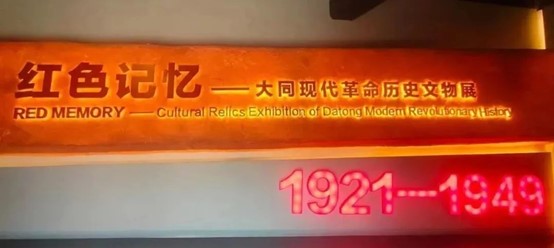 红色记忆——大同现代革命历史文物展
RED MEMORY — Cultural Relics Exhibition of Datong Modern Revolutionary History
1921—1949